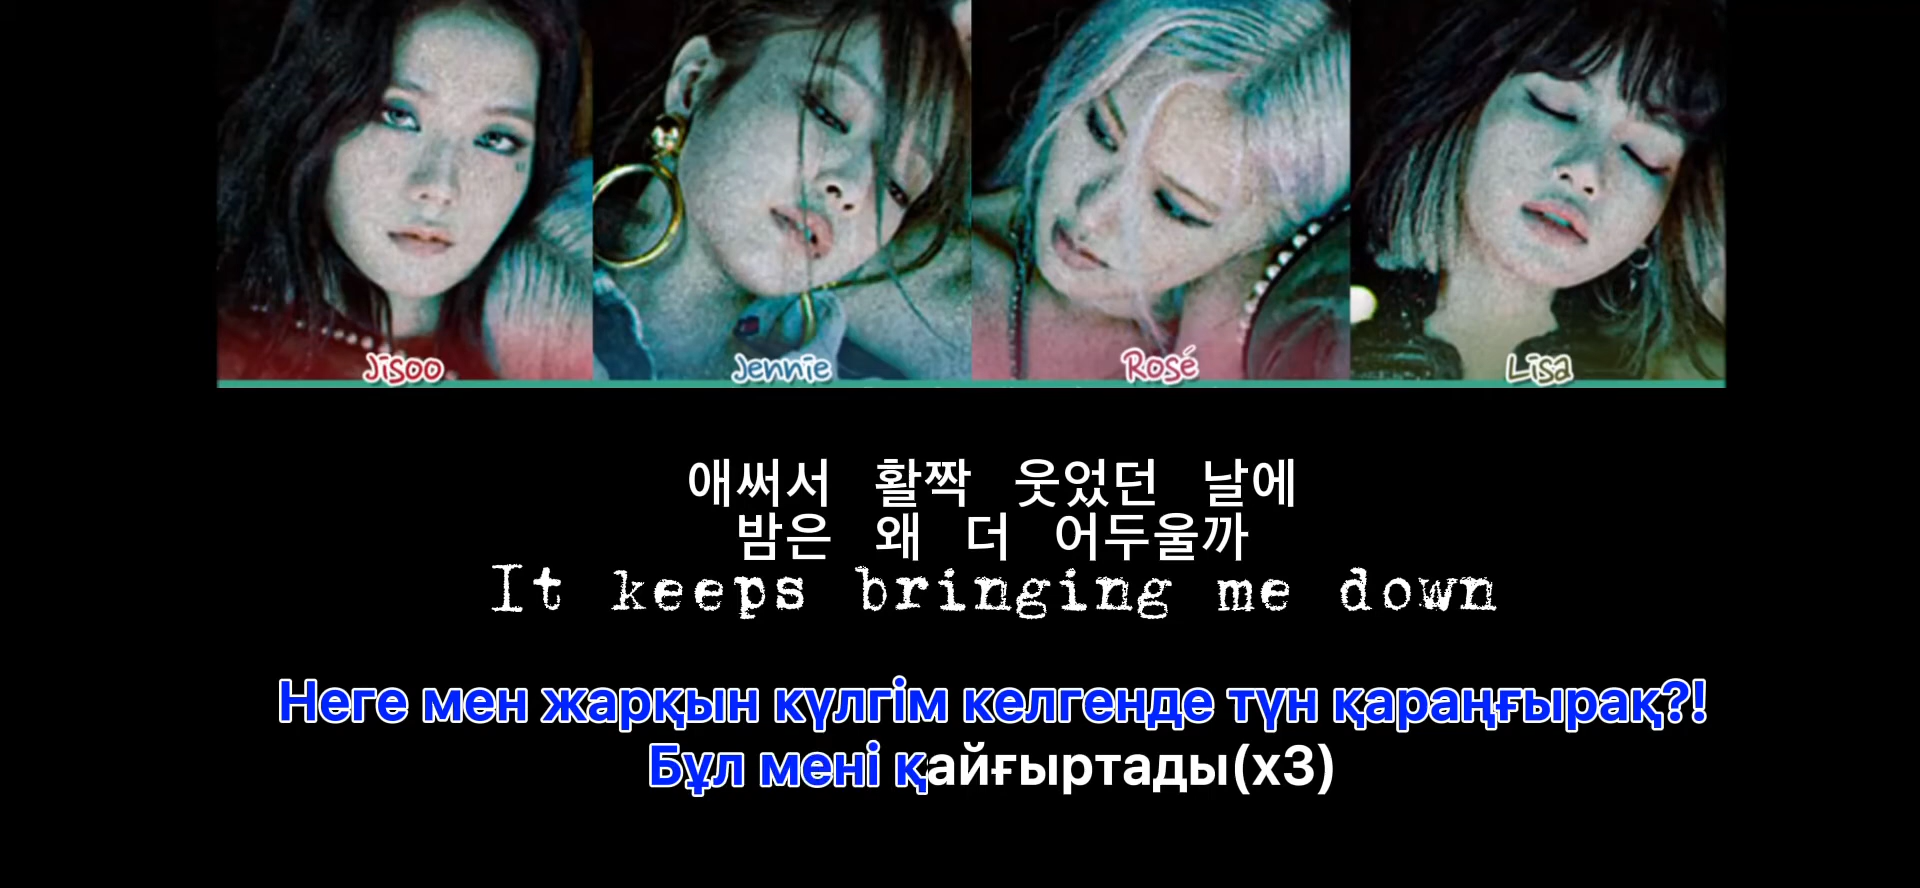 Jisoo Jennie Rosé Lisa
애써서 활짝 웃었던 날에
밤은 왜 더 어두울까
It keeps bringing me down
Неге мен жарқын күлгім келгенде түн қараңғырақ?!
Бұл мені қайғыртады(x3)